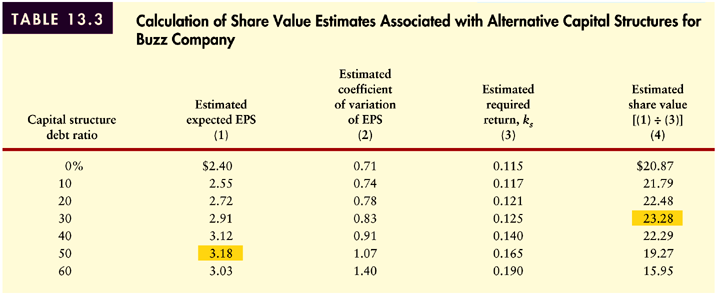 TABLE 13.3 Calculation of Share Value Estimates Associated with Alternative Capital Structures for
Buzz Company
Estimated
coefficient Estimated Estimated
Estimated of variation required share value
Capital structure expected EPS of EPS return, ks [(1) ÷ (3)]
debt ratio (1) (2) (3) (4)
0% $2.40 0.71 0.115 $20.87
10 2.55 0.74 0.117 21.79
20 2.72 0.78 0.121 22.48
30 2.91 0.83 0.125 23.28
40 3.12 0.91 0.140 22.29
50 3.18 1.07 0.165 19.27
60 3.03 1.40 0.190 15.95